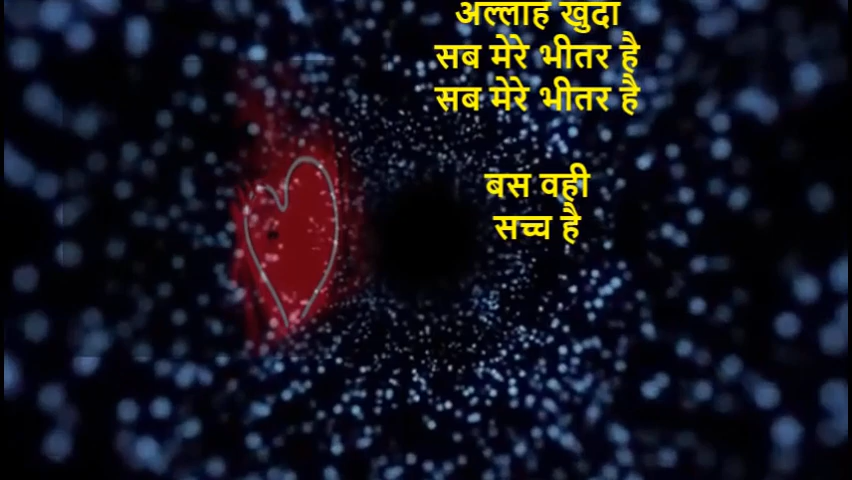 अल्लाह खुदा
सब मेरे भीतर है
सब मेरे भीतर है
बस वही
सच्च है